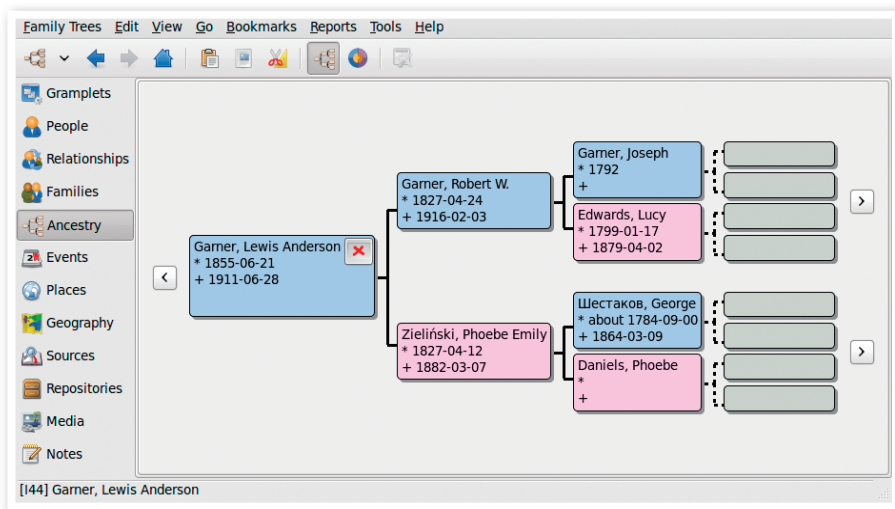 Family Trees Edit View Go Bookmarks Reports Tools Help
Gramplets
People
Relationships
Families
Ancestry
Events
Places
Geography
Sources
Repositories
Media
Notes
Garner, Lewis Anderson
* 1855-06-21
+ 1911-06-28
Garner, Robert W.
* 1827-04-24
+ 1916-02-03
Zieliński, Phoebe Emily
* 1827-04-12
+ 1882-03-07
Garner, Joseph
* 1792
+
Edwards, Lucy
* 1799-01-17
+ 1879-04-02
Шестаков, George
* about 1784-09-00
+ 1864-03-09
Daniels, Phoebe
*
+
[I44] Garner, Lewis Anderson